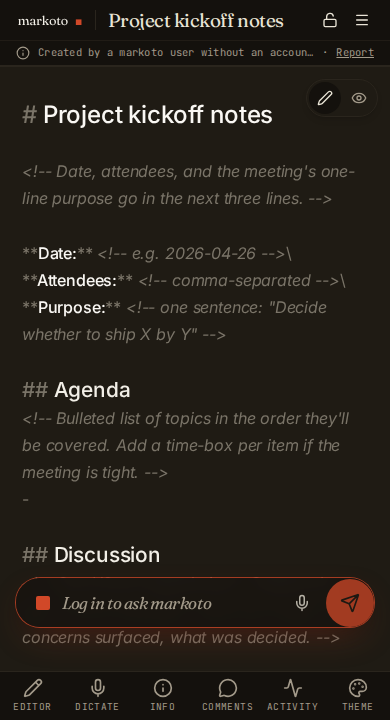 markoto
Project kickoff notes
Created by a markoto user without an accoun… · Report
# Project kickoff notes
<!-- Date, attendees, and the meeting's one-
line purpose go in the next three lines. -->
**Date:** <!-- e.g. 2026-04-26 -->\
**Attendees:** <!-- comma-separated -->\
**Purpose:** <!-- one sentence: "Decide
whether to ship X by Y" -->
## Agenda
<!-- Bulleted list of topics in the order they'll
be covered. Add a time-box per item if the
meeting is tight. -->
-
## Discussion
Log in to ask markoto
concerns surfaced, what was decided. -->
EDITOR
DICTATE
INFO
COMMENTS
ACTIVITY
THEME